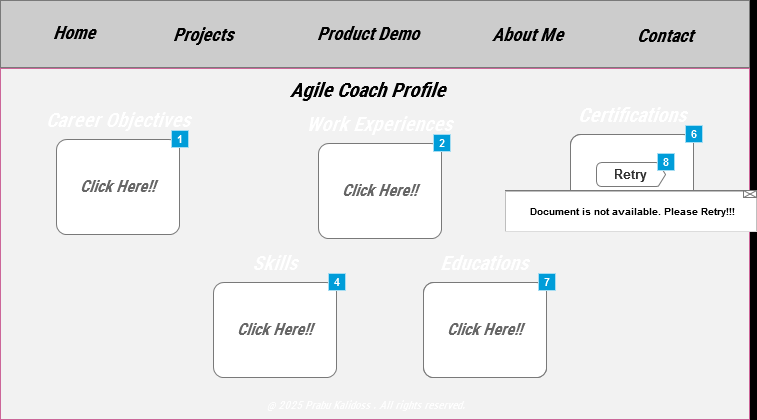 Home Projects Product Demo About Me Contact
Agile Coach Profile
Career Objectives Work Experiences Certifications
1 2 6
8
Retry
Click Here!! Click Here!!
Document is not available. Please Retry!!!
Skills Educations
4 7
Click Here!! Click Here!!
@ 2025 Prabu Kalidoss . All rights reserved.